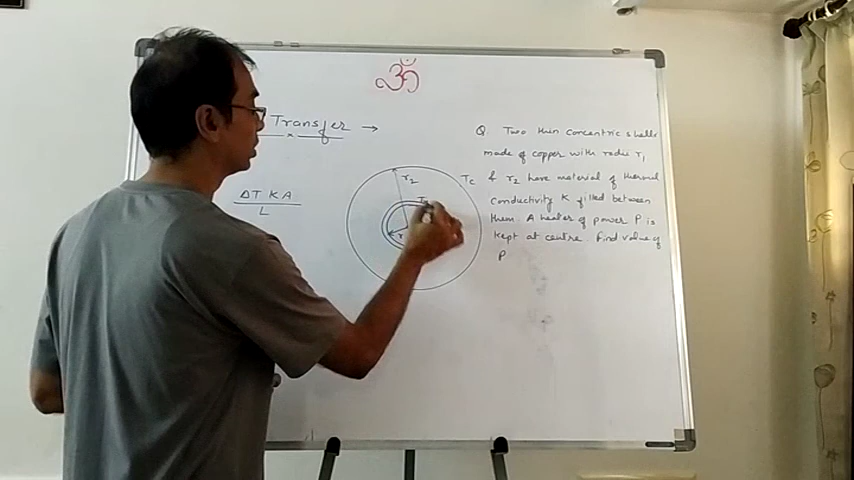 ॐ
Transfer →
ΔT K A
L
r₂
Tc
r
Q Two thin concentric shells
made of copper with radii r₁
& r₂ have material of thermal
conductivity K filled between
them. A heater of power P is
kept at centre. Find value of
P